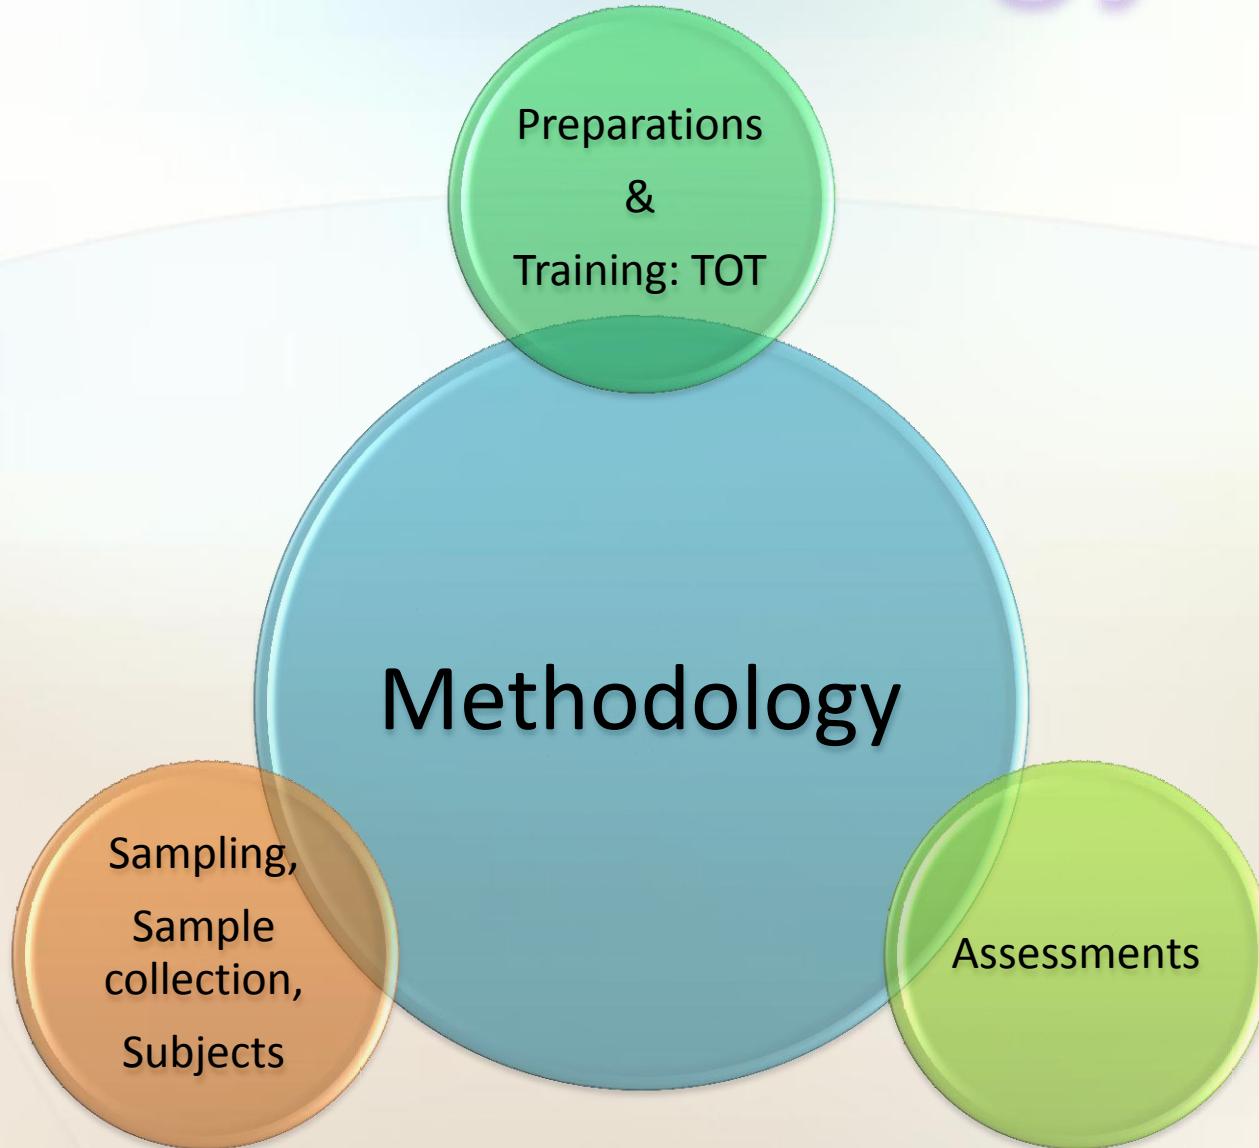 Preparations
&
Training: TOT
Methodology
Sampling,
Sample
collection,
Subjects
Assessments